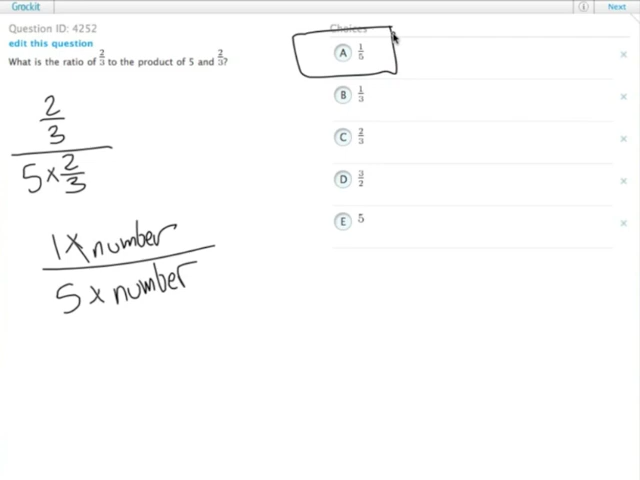 Grockit
Next
Question ID: 4252
edit this question
What is the ratio of 2/3 to the product of 5 and 2/3?
Choices
A 1/5
B 1/3
C 2/3
D 3/2
E 5
2/3
5 × 2/3
1 × number
5 × number